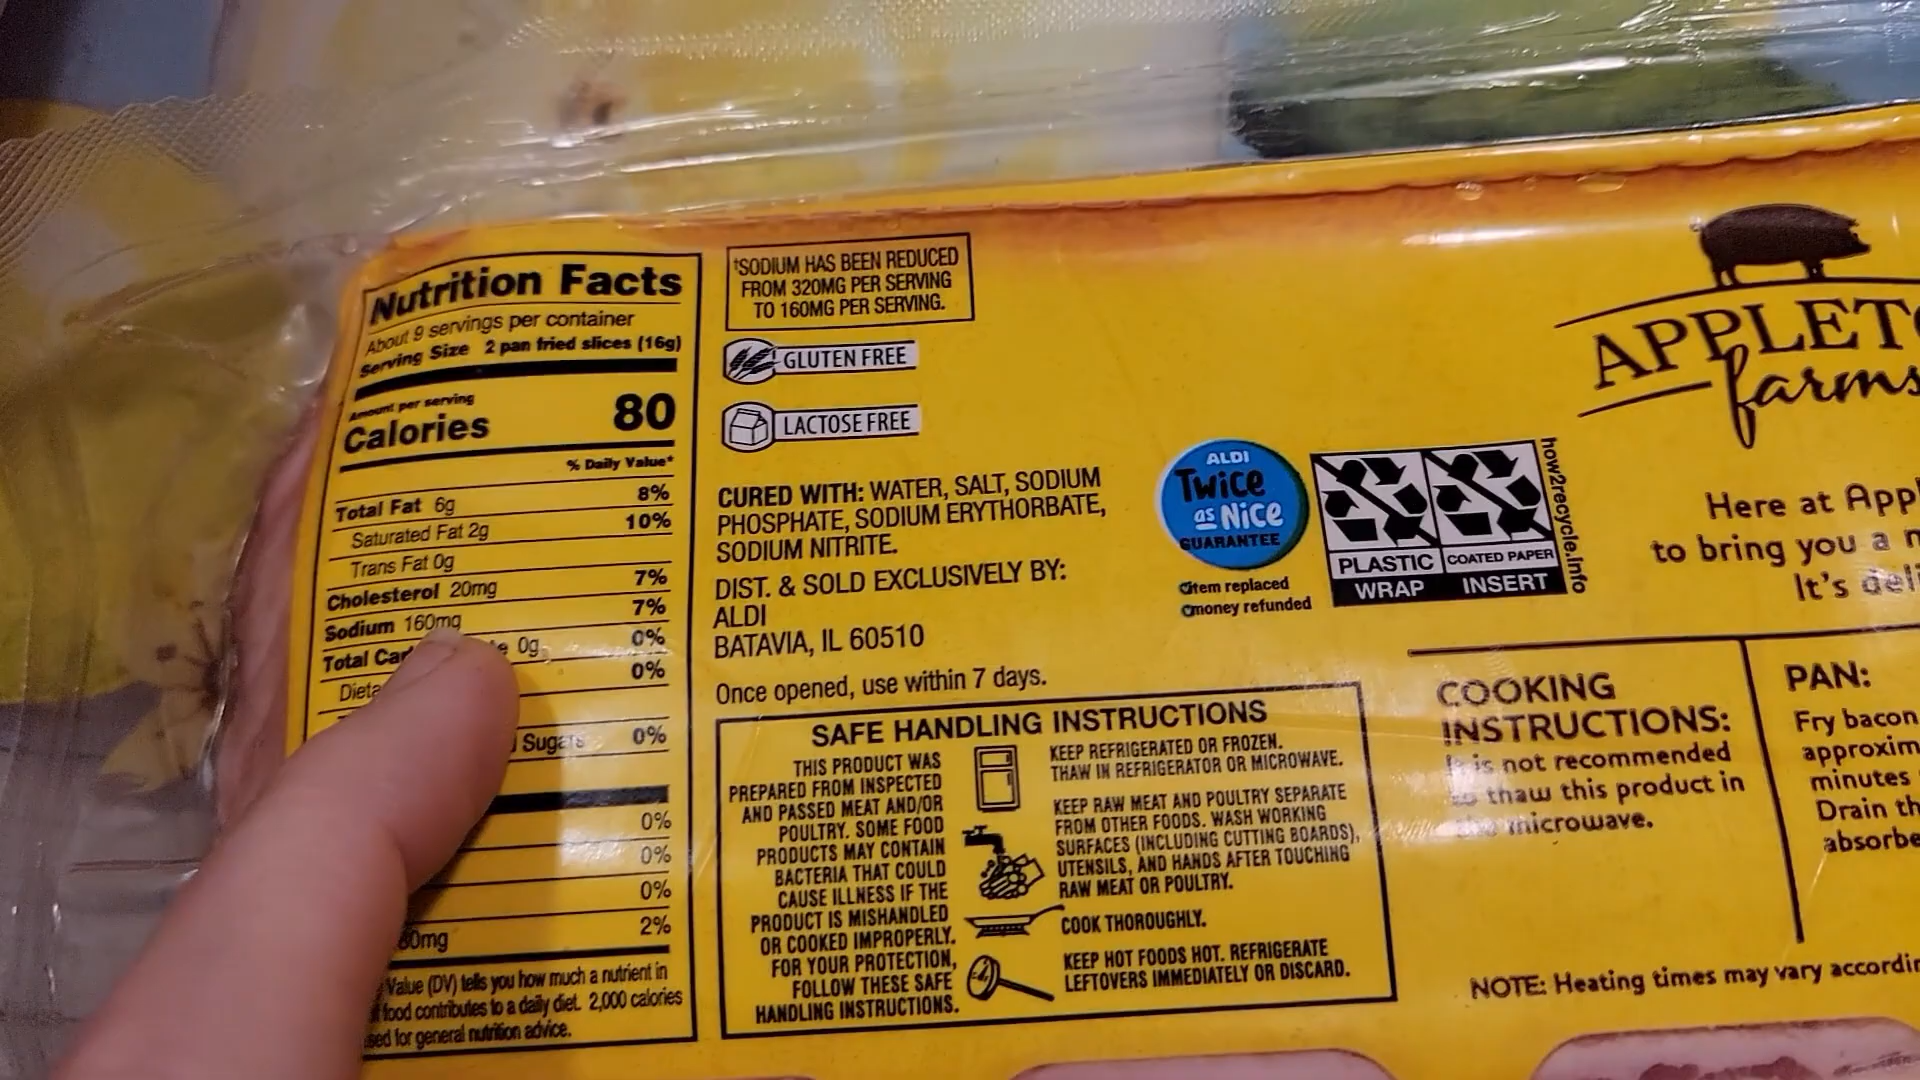 Nutrition Facts
About 9 servings per container
Serving Size 2 pan fried slices (16g)
Amount per serving
Calories 80
% Daily Value*
Total Fat 6g 8%
Saturated Fat 2g 10%
Trans Fat 0g
Cholesterol 20mg 7%
Sodium 160mg 7%
Total 0g 0%
0%
Sugars 0%
0%
0%
0%
2%
Value (DV) tells you how much a nutrient in
food contributes to a daily diet. 2,000 calories
for general nutrition advice.
†SODIUM HAS BEEN REDUCED
FROM 320MG PER SERVING
TO 160MG PER SERVING.
GLUTEN FREE
LACTOSE FREE
CURED WITH: WATER, SALT, SODIUM
PHOSPHATE, SODIUM ERYTHORBATE,
SODIUM NITRITE.
DIST. & SOLD EXCLUSIVELY BY:
ALDI
BATAVIA, IL 60510
Once opened, use within 7 days.
SAFE HANDLING INSTRUCTIONS
THIS PRODUCT WAS
PREPARED FROM INSPECTED
AND PASSED MEAT AND/OR
POULTRY. SOME FOOD
PRODUCTS MAY CONTAIN
BACTERIA THAT COULD
CAUSE ILLNESS IF THE
PRODUCT IS MISHANDLED
OR COOKED IMPROPERLY.
FOR YOUR PROTECTION,
FOLLOW THESE SAFE
HANDLING INSTRUCTIONS.
KEEP REFRIGERATED OR FROZEN.
THAW IN REFRIGERATOR OR MICROWAVE.
KEEP RAW MEAT AND POULTRY SEPARATE
FROM OTHER FOODS. WASH WORKING
SURFACES (INCLUDING CUTTING BOARDS),
UTENSILS, AND HANDS AFTER TOUCHING
RAW MEAT OR POULTRY.
COOK THOROUGHLY.
KEEP HOT FOODS HOT. REFRIGERATE
LEFTOVERS IMMEDIATELY OR DISCARD.
ALDI
Twice
as Nice
GUARANTEE
item replaced
money refunded
PLASTIC
WRAP
COATED PAPER
INSERT
how2recycle.info
APPLET
farms
Here at App
to bring you a
It's deli
COOKING
INSTRUCTIONS:
It is not recommended
to thaw this product in
the microwave.
PAN:
Fry bacon
approxim
minutes
Drain th
absorbe
NOTE: Heating times may vary accordin